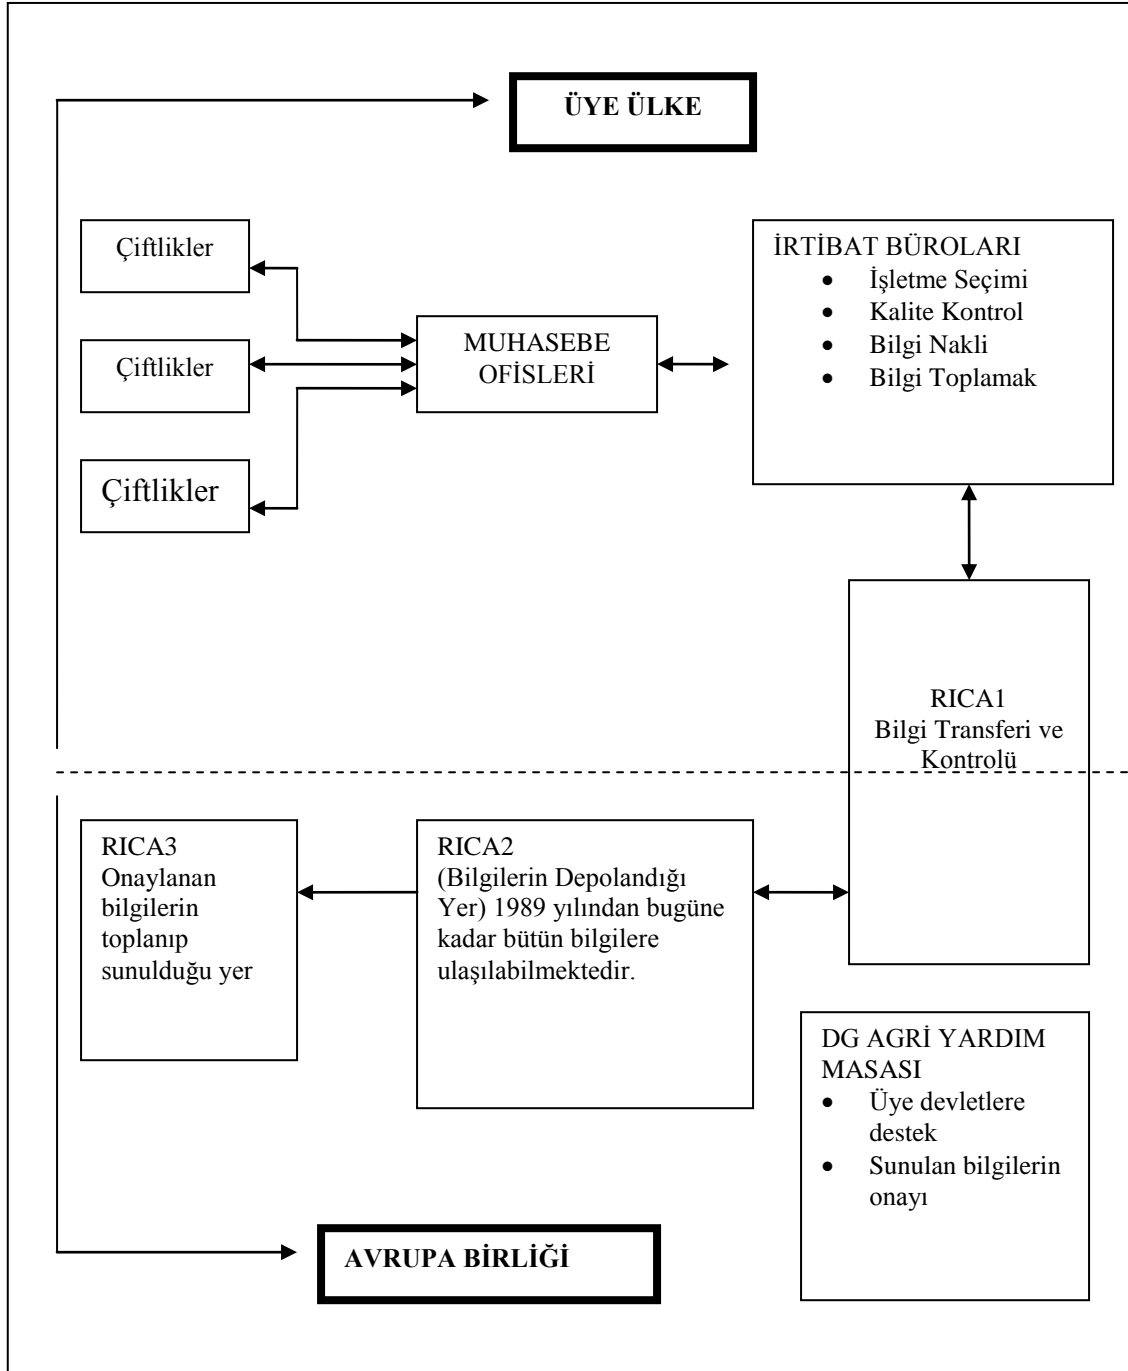 ÜYE ÜLKE
Çiftlikler
Çiftlikler
Çiftlikler
MUHASEBE
OFİSLERİ
İRTİBAT BÜROLARI
• İşletme Seçimi
• Kalite Kontrol
• Bilgi Nakli
• Bilgi Toplamak
RICA1
Bilgi Transferi ve
Kontrolü
RICA3
Onaylanan
bilgilerin
toplanıp
sunulduğu yer
RICA2
(Bilgilerin Depolandığı
Yer) 1989 yılından bugüne
kadar bütün bilgilere
ulaşılabilmektedir.
DG AGRİ YARDIM
MASASI
• Üye devletlere
destek
• Sunulan bilgilerin
onayı
AVRUPA BİRLİĞİ